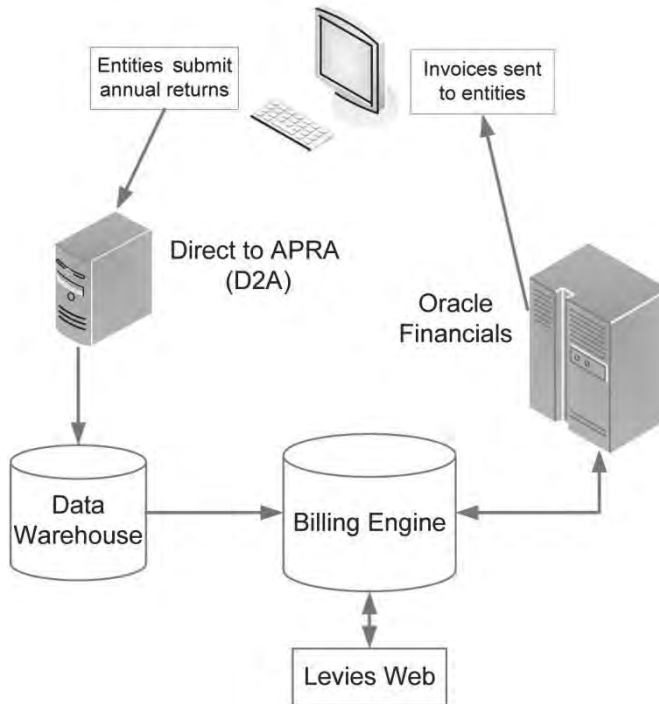 Entities submit
annual returns
Invoices sent
to entities
Direct to APRA
(D2A)
Oracle
Financials
Data
Warehouse
Billing Engine
Levies Web